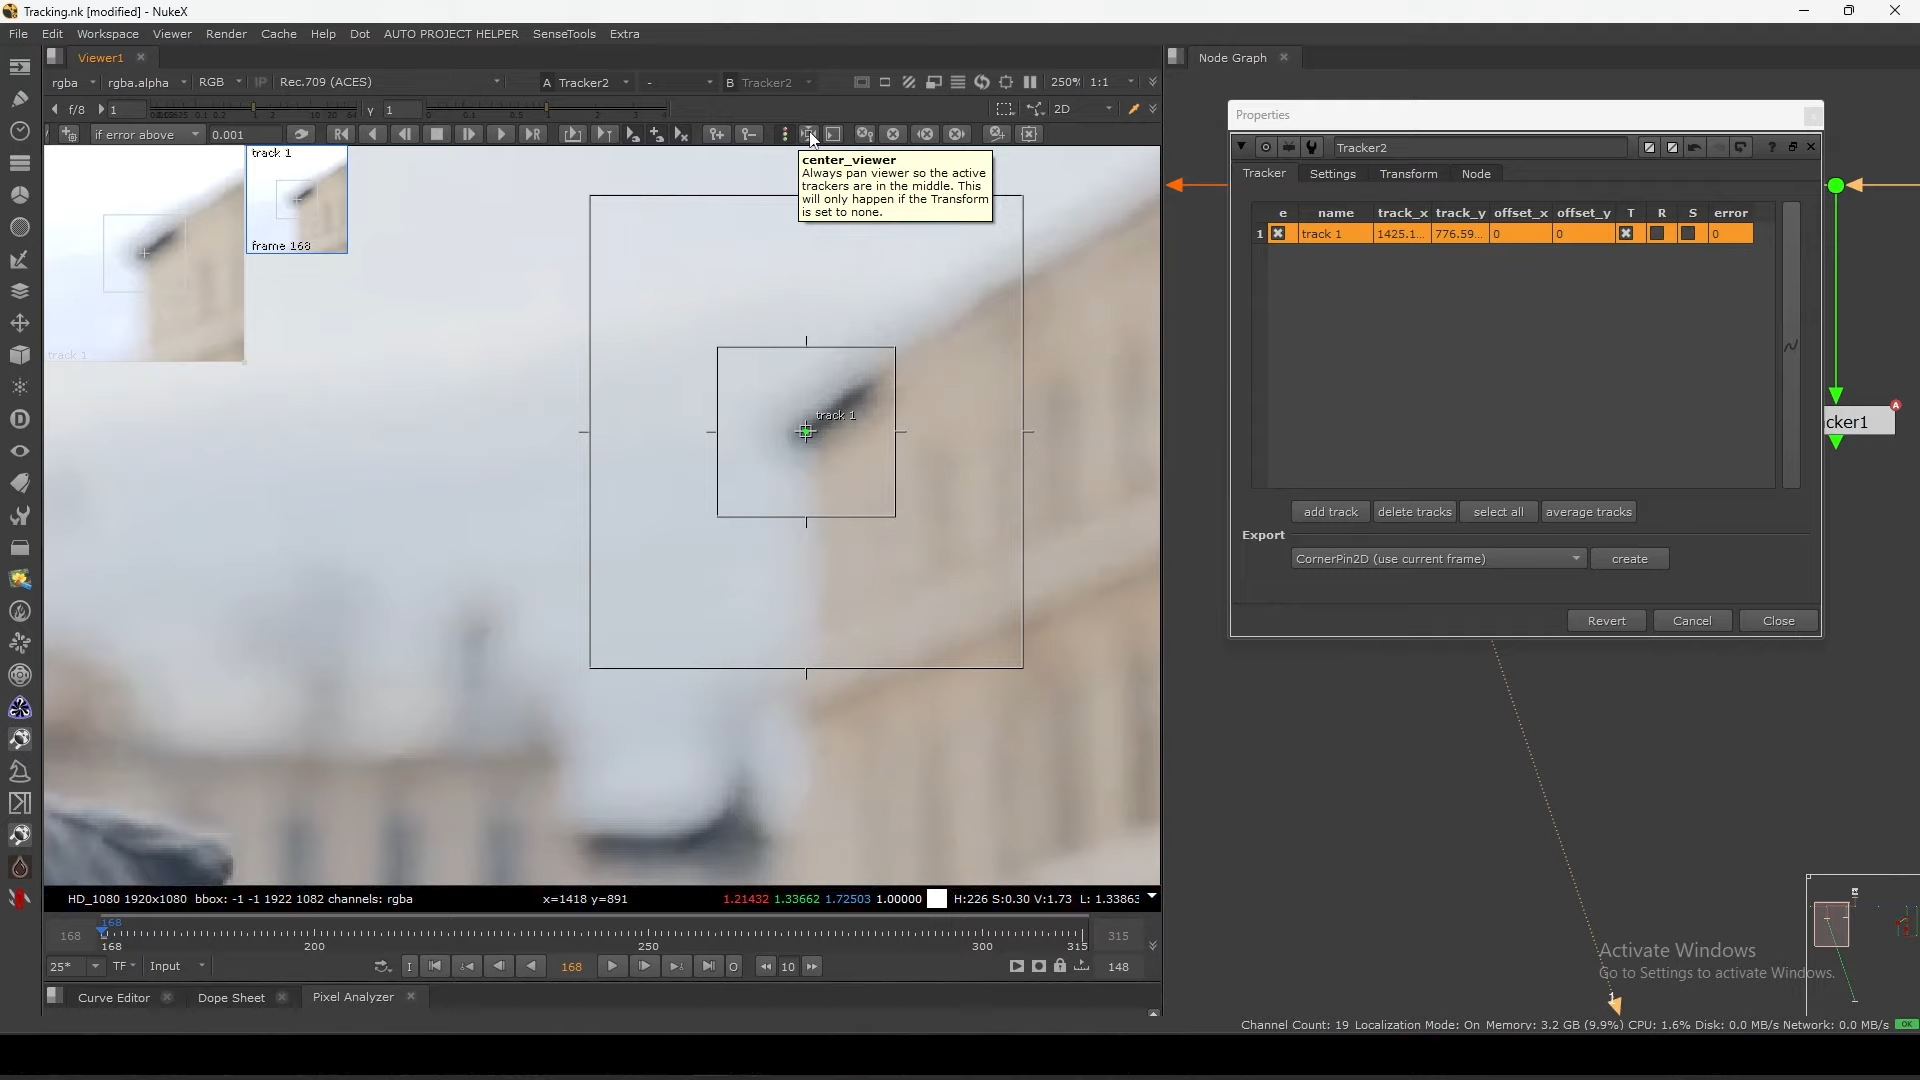 Tracking.nk [modified] - NukeX
File Edit Workspace Viewer Render Cache Help Dot AUTO PROJECT HELPER SenseTools Extra
Viewer1
Node Graph
rgba rgba.alpha RGB IP Rec.709 (ACES) A Tracker2 - B Tracker2 250% 1:1
f/8 1 y 1 2D
if error above 0.001
center_viewer
Always pan viewer so the active
trackers are in the middle. This
will only happen if the Transform
is set to none.
track 1
frame 168
track 1
track 1
Properties
Tracker2
Tracker Settings Transform Node
e name track_x track_y offset_x offset_y T R S error
1 track 1 1425.1... 776.59... 0 0 0
add track delete tracks select all average tracks
Export
CornerPin2D (use current frame) create
Revert Cancel Close
cker1
A
HD_1080 1920x1080 bbox: -1 -1 1922 1082 channels: rgba x=1418 y=891 1.21432 1.33662 1.72503 1.00000 H:226 S:0.30 V:1.73 L: 1.33863
168 168 168 200 250 300 315 315
25* TF Input I 168 O 10 148
Curve Editor Dope Sheet Pixel Analyzer
Activate Windows
Go to Settings to activate Windows.
1
Channel Count: 19 Localization Mode: On Memory: 3.2 GB (9.9%) CPU: 1.6% Disk: 0.0 MB/s Network: 0.0 MB/s OK